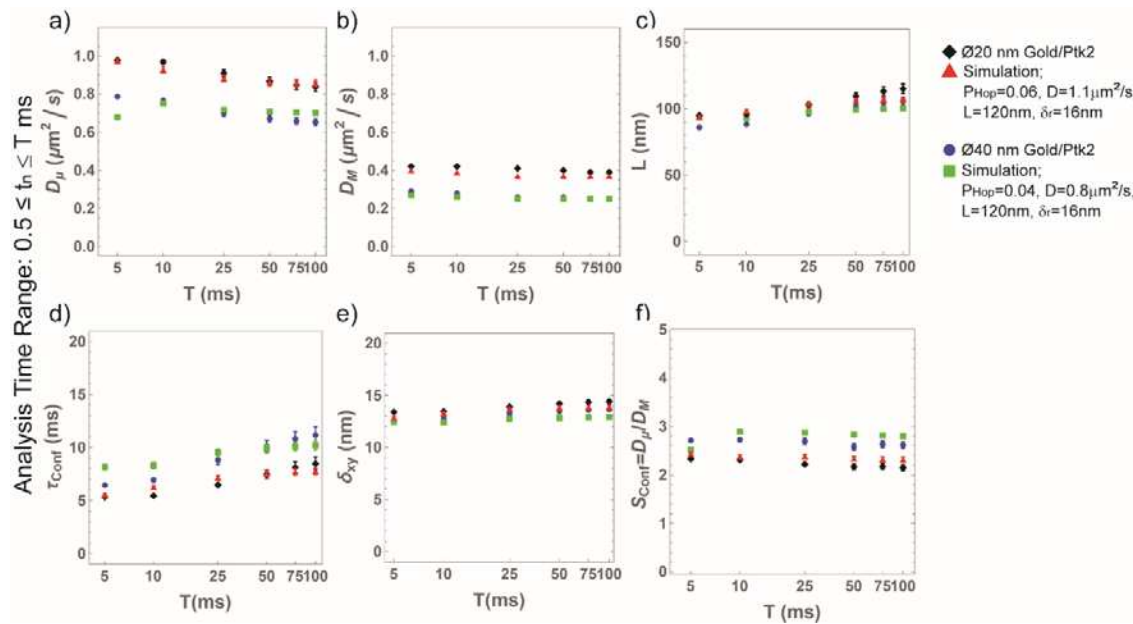 a)
b)
c)
Analysis Time Range: 0.5 ≤ tn ≤ T ms
Dμ (μm² / s)
1.0
0.8
0.6
0.4
0.2
0.0
5 10 25 50 75100
T (ms)
DM (μm² / s)
1.0
0.8
0.6
0.4
0.2
0.0
5 10 25 50 75100
T (ms)
L (nm)
150
100
50
0
5 10 25 50 75100
T (ms)
Ø20 nm Gold/Ptk2
Simulation;
PHop=0.06, D=1.1μm²/s
L=120nm, δr=16nm
Ø40 nm Gold/Ptk2
Simulation;
PHop=0.04, D=0.8μm²/s,
L=120nm, δr=16nm
d)
e)
f)
τConf (ms)
20
15
10
5
0
5 10 25 50 75100
T(ms)
δxy (nm)
20
15
10
5
0
5 10 25 50 75100
T(ms)
SConf=Dμ/DM
5
4
3
2
1
0
5 10 25 50 75100
T (ms)